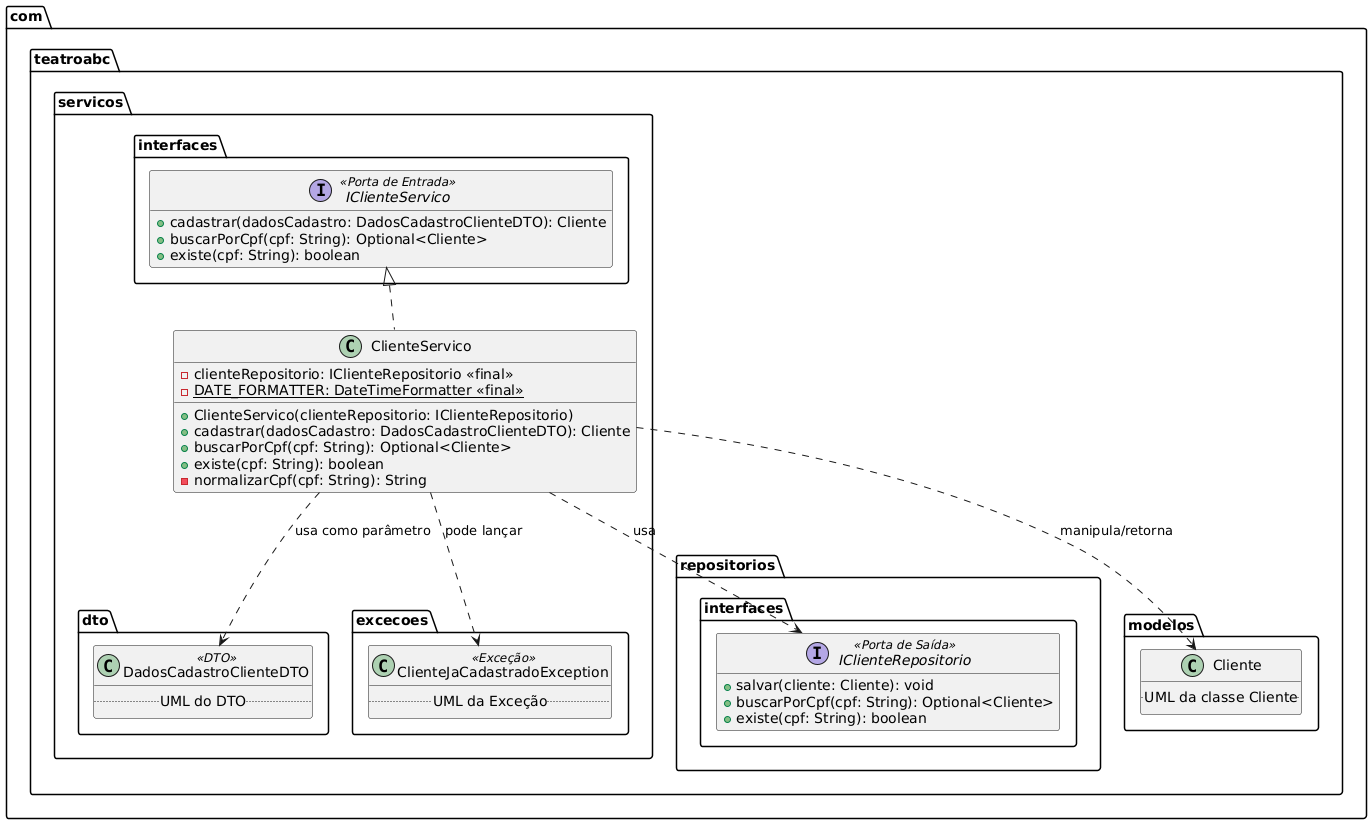 com
teatroabc
servicos
interfaces
I
«Porta de Entrada»
IClienteServico
cadastrar(dadosCadastro: DadosCadastroClienteDTO): Cliente
buscarPorCpf(cpf: String): Optional<Cliente>
existe(cpf: String): boolean
C ClienteServico
clienteRepositorio: IClienteRepositorio «final»
DATE_FORMATTER: DateTimeFormatter «final»
ClienteServico(clienteRepositorio: IClienteRepositorio)
cadastrar(dadosCadastro: DadosCadastroClienteDTO): Cliente
buscarPorCpf(cpf: String): Optional<Cliente>
existe(cpf: String): boolean
normalizarCpf(cpf: String): String
usa como parâmetro
pode lançar
usa
manipula/retorna
dto
C
«DTO»
DadosCadastroClienteDTO
UML do DTO
excecoes
C
«Exceção»
ClienteJaCadastradoException
UML da Exceção
repositorios
interfaces
I
«Porta de Saída»
IClienteRepositorio
salvar(cliente: Cliente): void
buscarPorCpf(cpf: String): Optional<Cliente>
existe(cpf: String): boolean
modelos
C Cliente
UML da classe Cliente